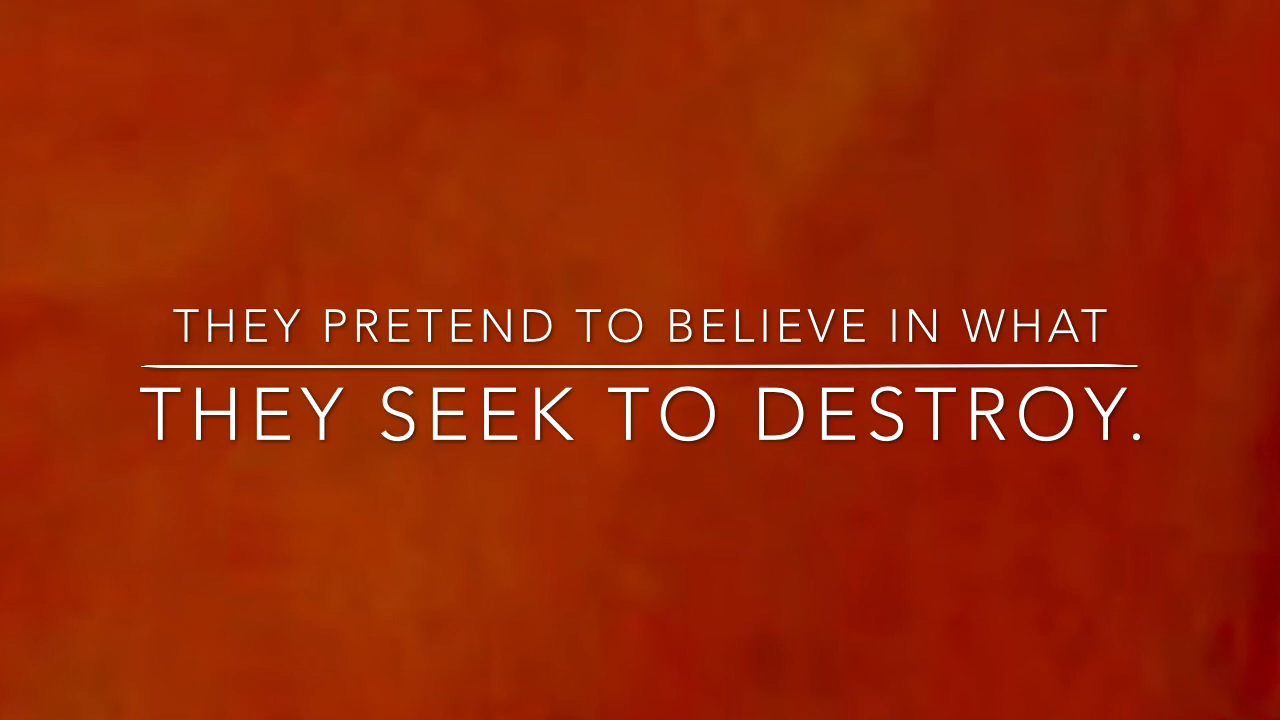 THEY PRETEND TO BELIEVE IN WHAT
THEY SEEK TO DESTROY.